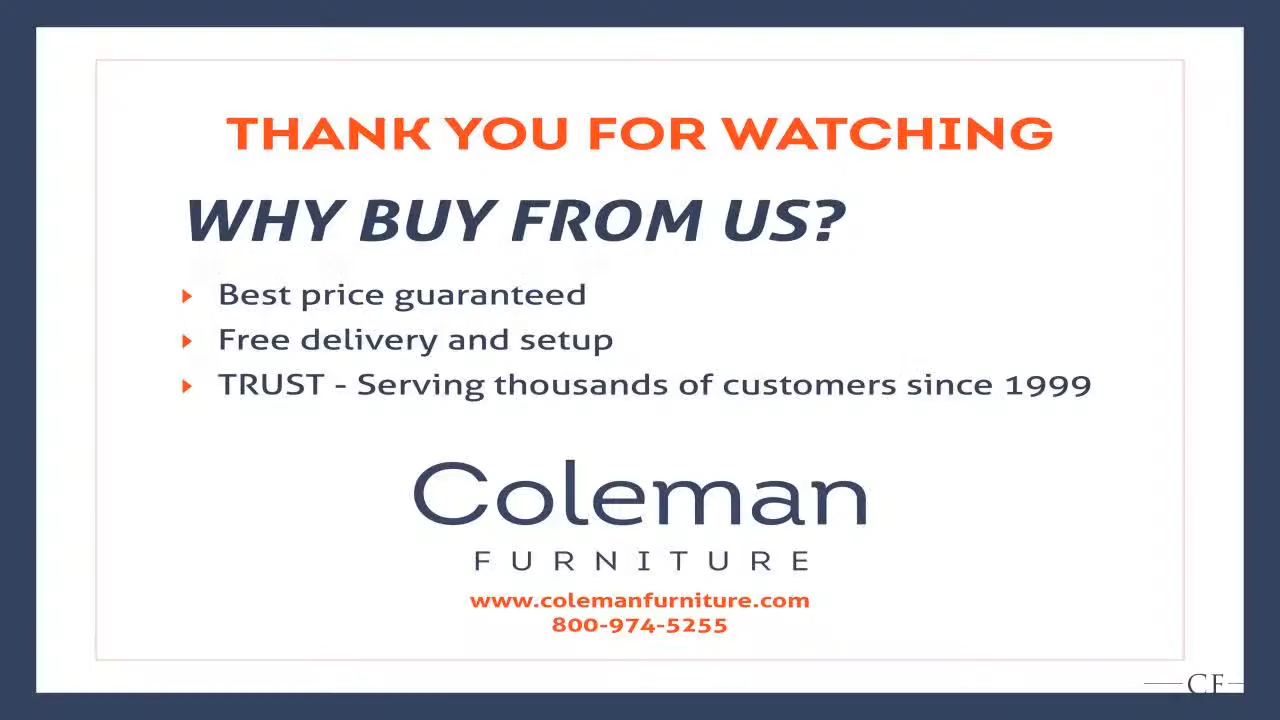 THANK YOU FOR WATCHING
WHY BUY FROM US?
Best price guaranteed
Free delivery and setup
TRUST - Serving thousands of customers since 1999
Coleman
FURNITURE
www.colemanfurniture.com
800-974-5255
CF